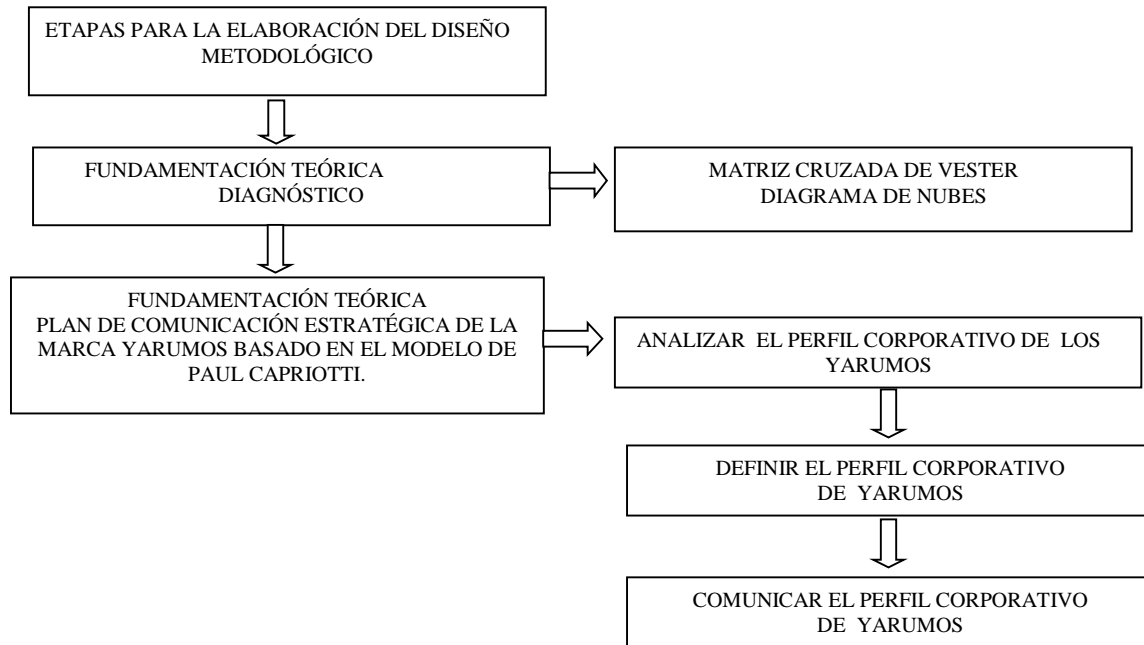 ETAPAS PARA LA ELABORACIÓN DEL DISEÑO
METODOLÓGICO
FUNDAMENTACIÓN TEÓRICA
DIAGNÓSTICO
MATRIZ CRUZADA DE VESTER
DIAGRAMA DE NUBES
FUNDAMENTACIÓN TEÓRICA
PLAN DE COMUNICACIÓN ESTRATÉGICA DE LA
MARCA YARUMOS BASADO EN EL MODELO DE
PAUL CAPRIOTTI.
ANALIZAR EL PERFIL CORPORATIVO DE LOS
YARUMOS
DEFINIR EL PERFIL CORPORATIVO
DE YARUMOS
COMUNICAR EL PERFIL CORPORATIVO
DE YARUMOS